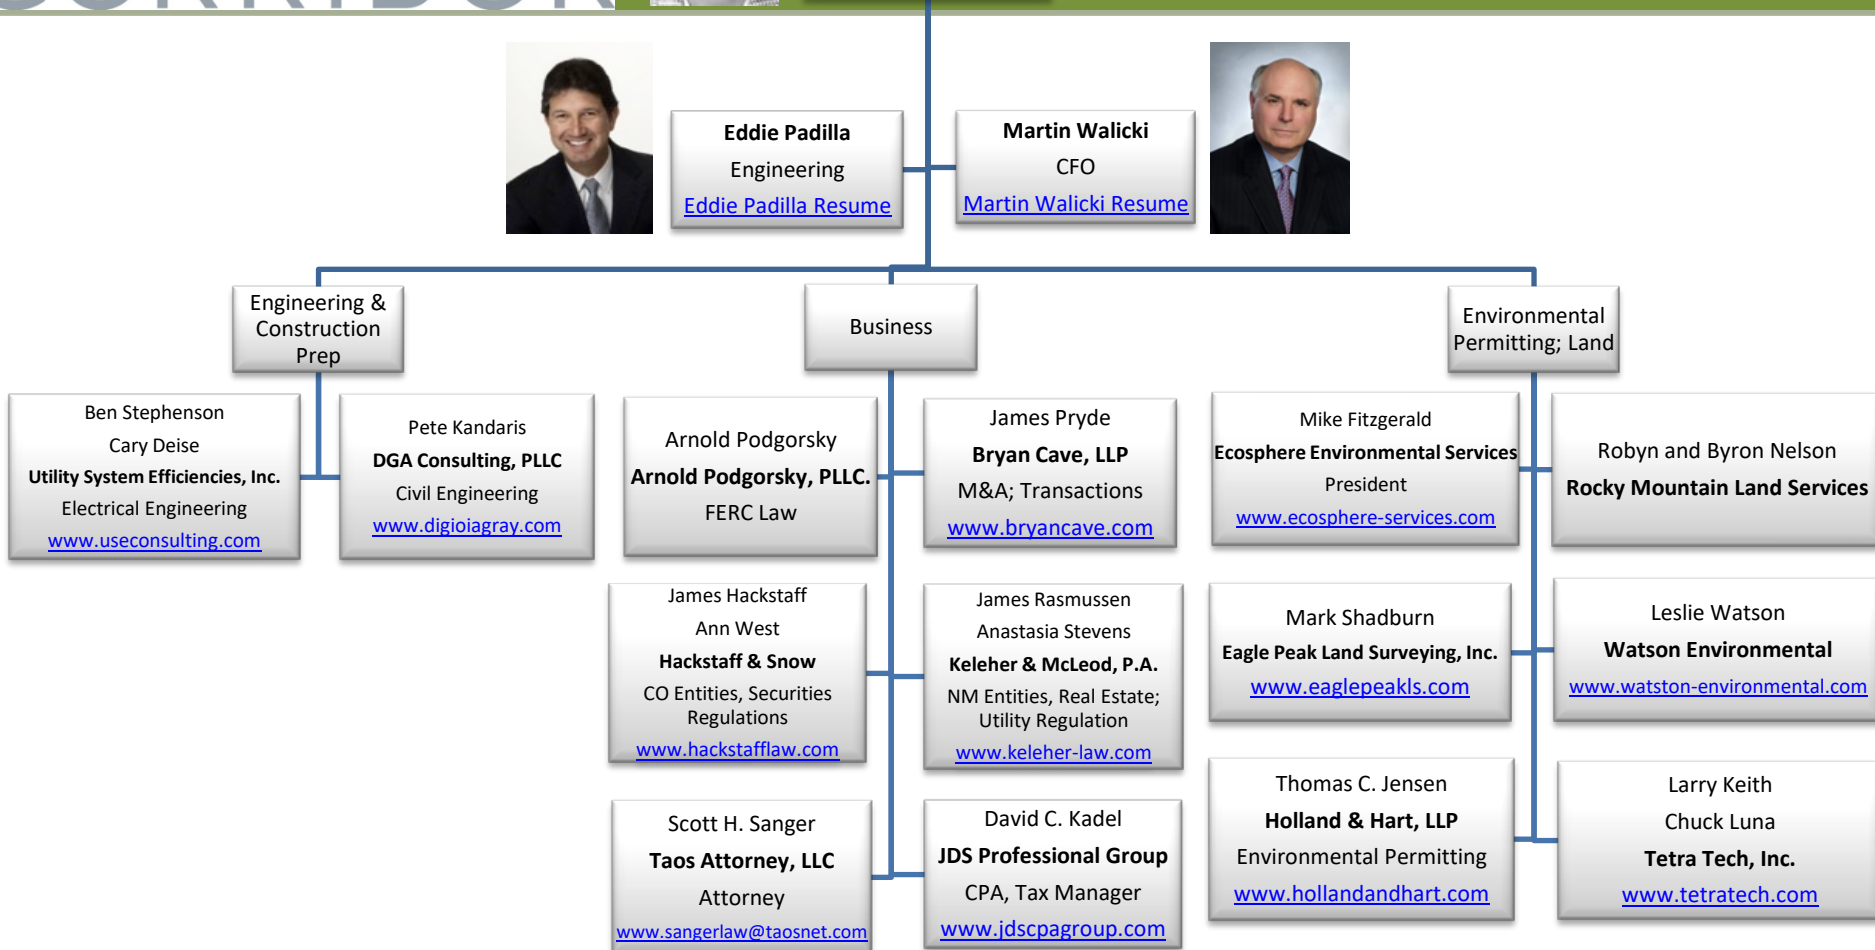 CORRIDOR
Eddie Padilla
Engineering
Eddie Padilla Resume
Martin Walicki
CFO
Martin Walicki Resume
Engineering &
Construction
Prep
Business
Environmental
Permitting; Land
Ben Stephenson
Cary Deise
Utility System Efficiencies, Inc.
Electrical Engineering
www.useconsulting.com
Pete Kandaris
DGA Consulting, PLLC
Civil Engineering
www.digioiagray.com
Arnold Podgorsky
Arnold Podgorsky, PLLC.
FERC Law
James Pryde
Bryan Cave, LLP
M&A; Transactions
www.bryancave.com
Mike Fitzgerald
Ecosphere Environmental Services
President
www.ecosphere-services.com
Robyn and Byron Nelson
Rocky Mountain Land Services
James Hackstaff
Ann West
Hackstaff & Snow
CO Entities, Securities
Regulations
www.hackstafflaw.com
James Rasmussen
Anastasia Stevens
Keleher & McLeod, P.A.
NM Entities, Real Estate;
Utility Regulation
www.keleher-law.com
Mark Shadburn
Eagle Peak Land Surveying, Inc.
www.eaglepeakls.com
Leslie Watson
Watson Environmental
www.watston-environmental.com
Scott H. Sanger
Taos Attorney, LLC
Attorney
www.sangerlaw@taosnet.com
David C. Kadel
JDS Professional Group
CPA, Tax Manager
www.jdscpagroup.com
Thomas C. Jensen
Holland & Hart, LLP
Environmental Permitting
www.hollandandhart.com
Larry Keith
Chuck Luna
Tetra Tech, Inc.
www.tetratech.com